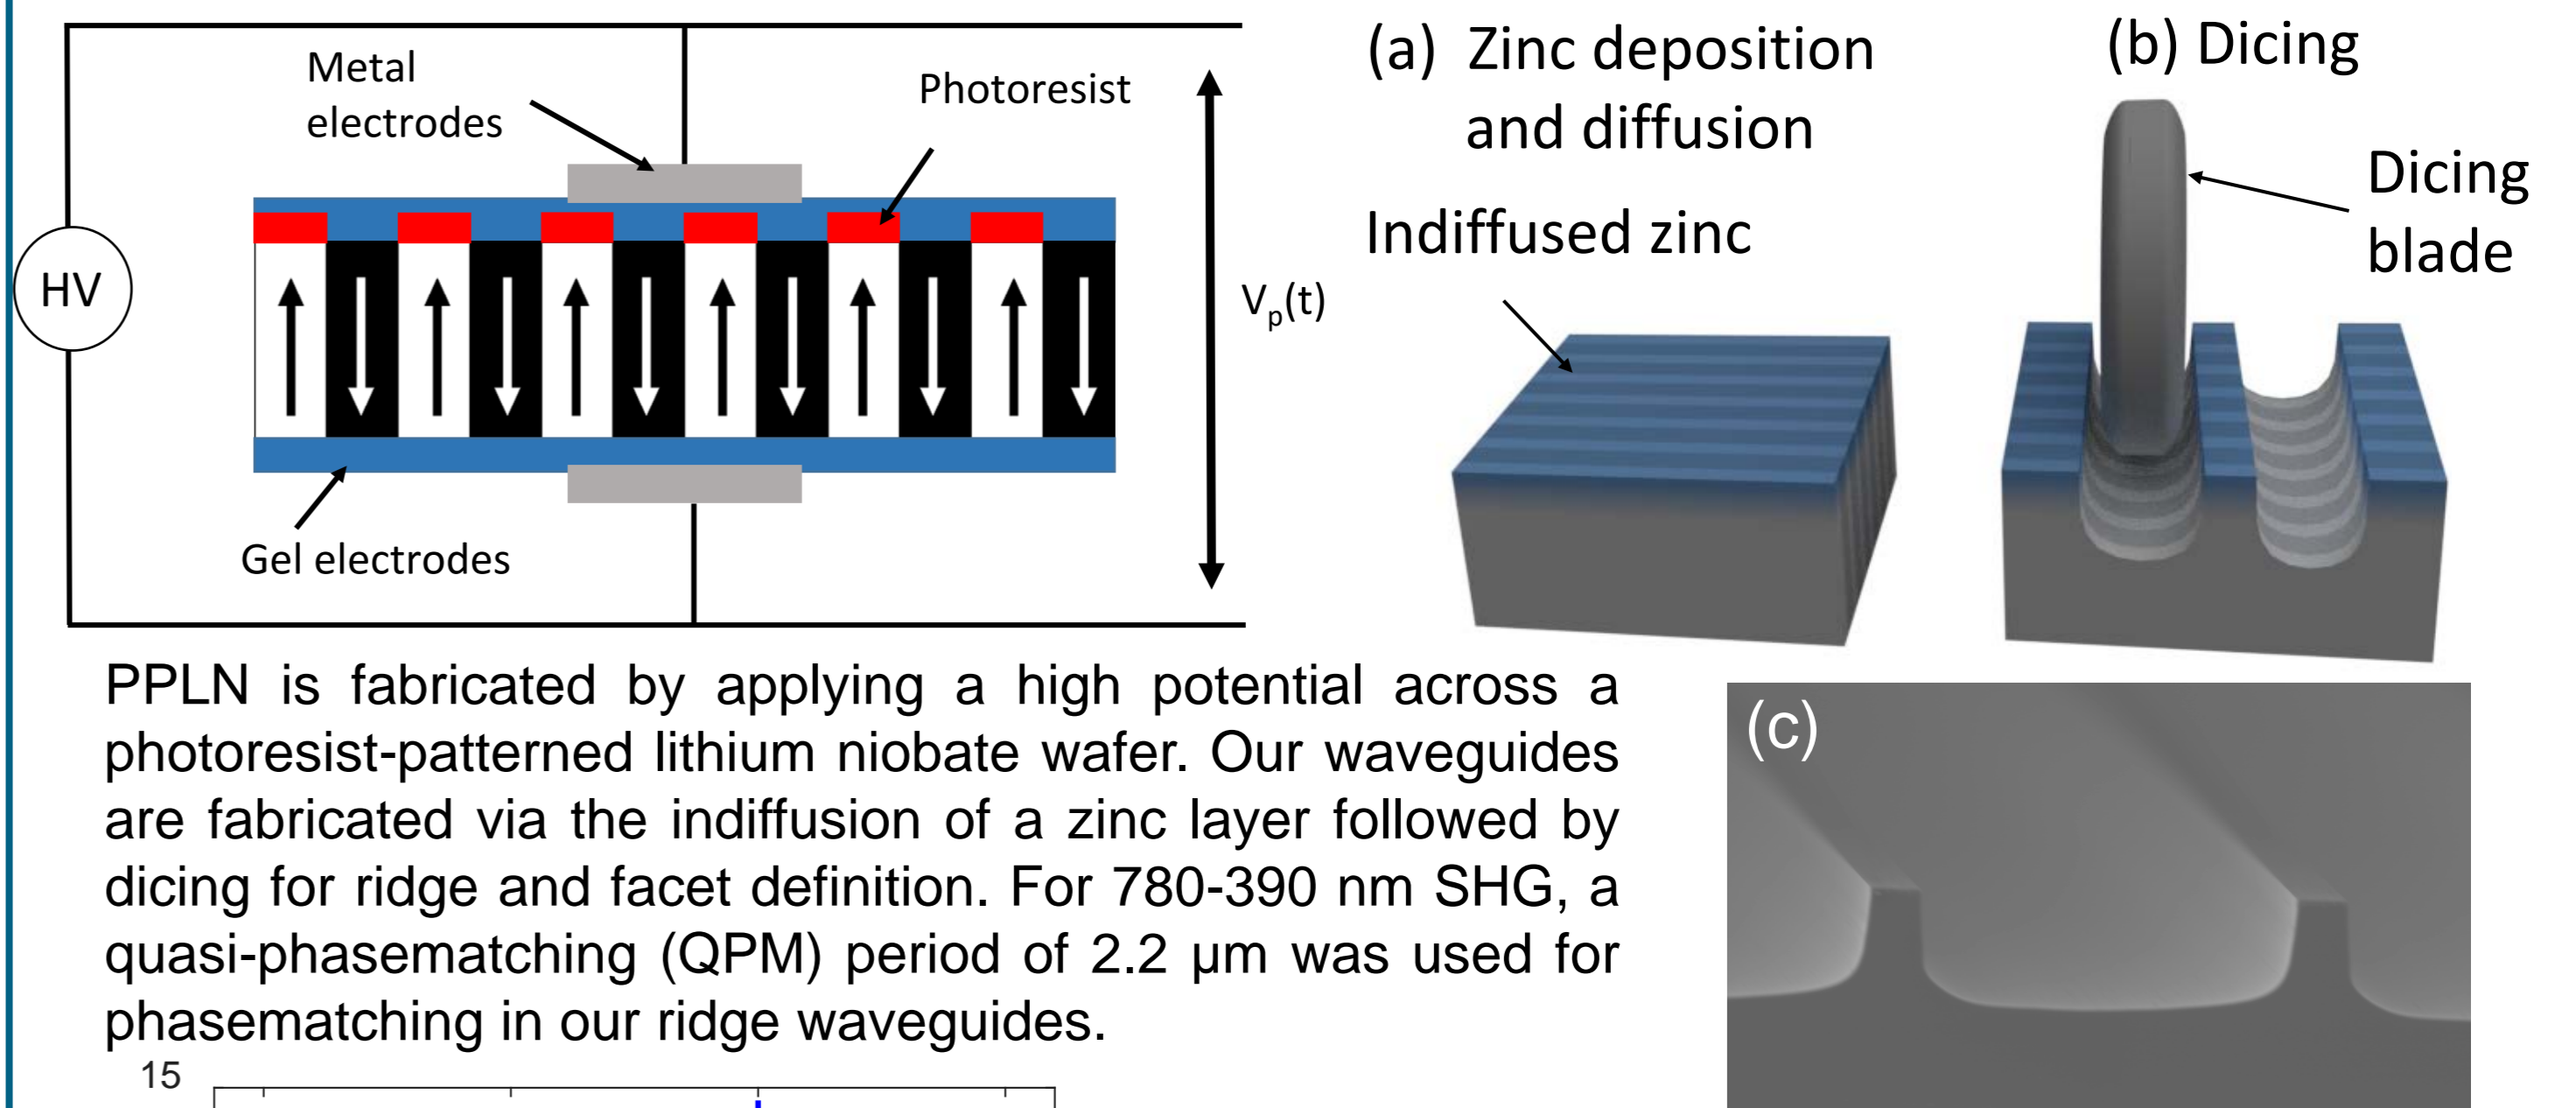 Metal
electrodes
Photoresist
HV
Vₚ(t)
Gel electrodes
(a) Zinc deposition
and diffusion
Indiffused zinc
(b) Dicing
Dicing
blade
PPLN is fabricated by applying a high potential across a
photoresist-patterned lithium niobate wafer. Our waveguides
are fabricated via the indiffusion of a zinc layer followed by
dicing for ridge and facet definition. For 780-390 nm SHG, a
quasi-phasematching (QPM) period of 2.2 µm was used for
phasematching in our ridge waveguides.
(c)
15